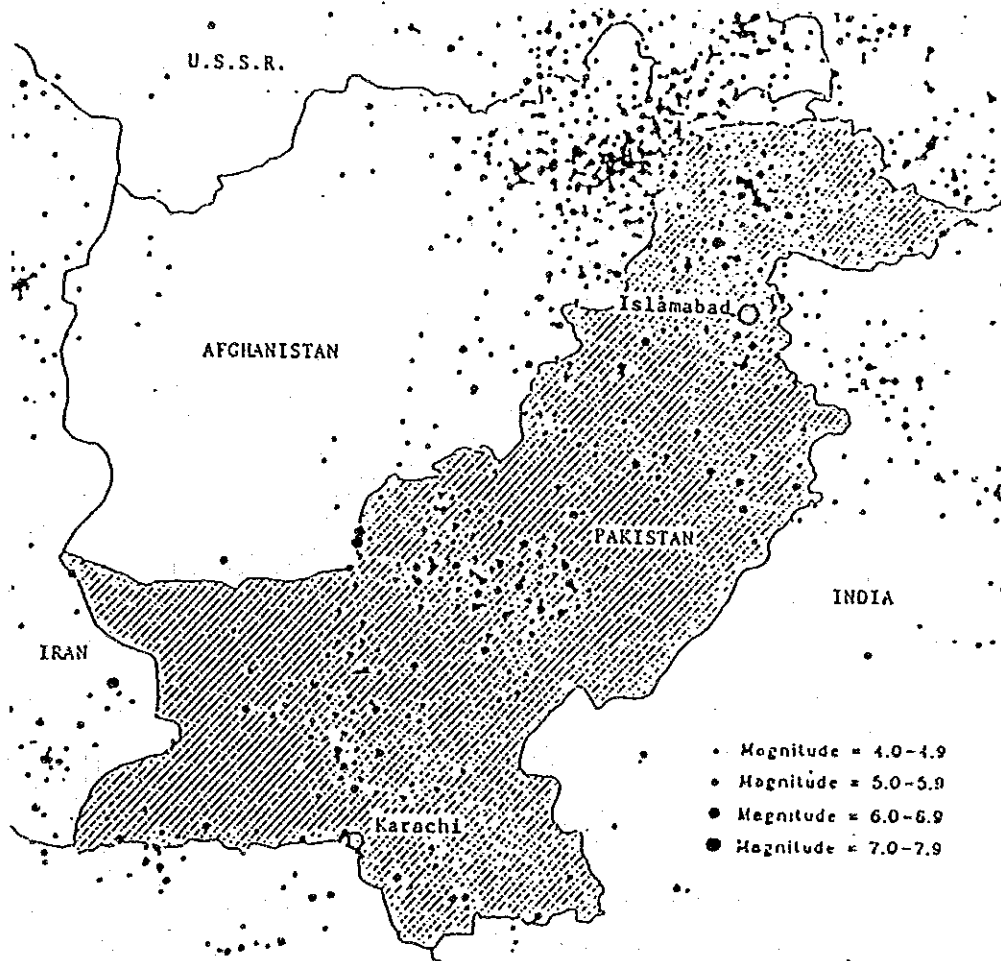 U.S.S.R.
Islamabad
AFGHANISTAN
PAKISTAN
INDIA
IRAN
Magnitude = 4.0-4.9
Magnitude = 5.0-5.9
Magnitude = 6.0-6.9
Magnitude = 7.0-7.9
Karachi